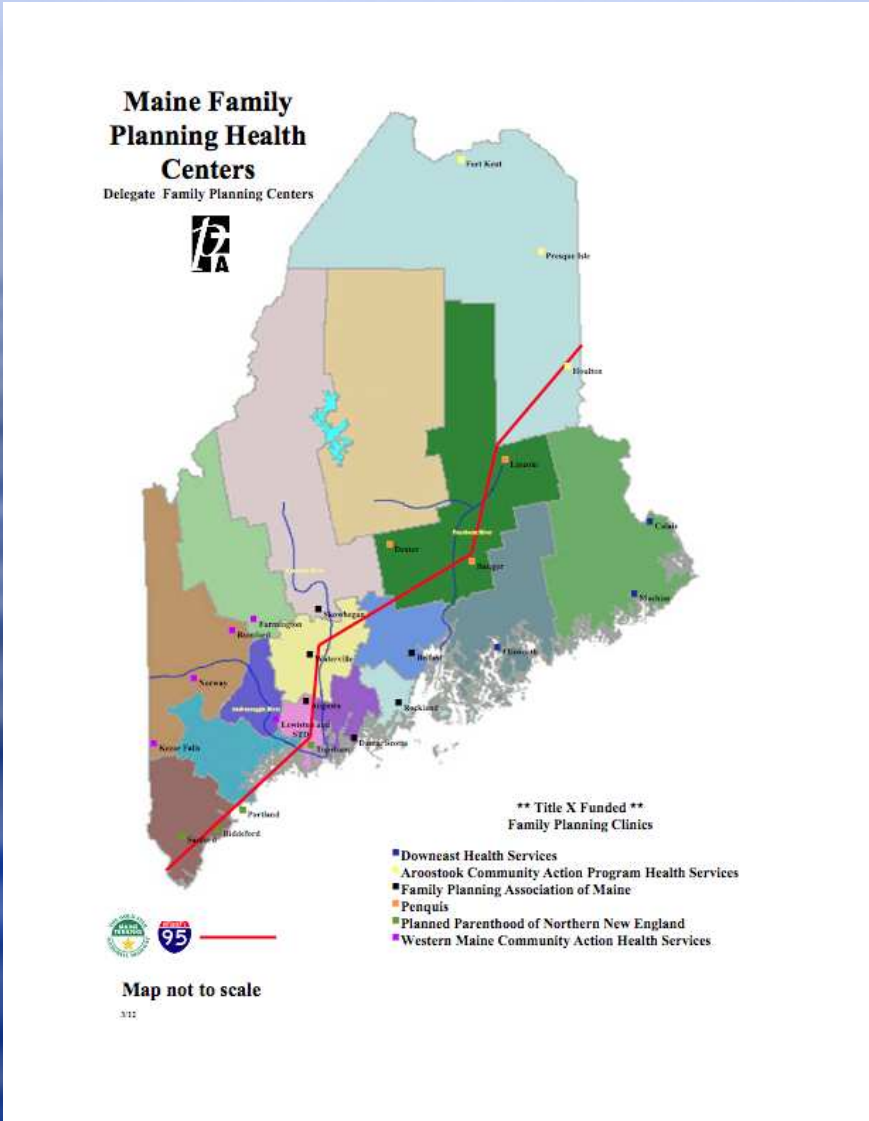 Maine Family
Planning Health
Centers
Delegate Family Planning Centers
A
Fort Kent
Presque Isle
Houlton
Lincoln
Calais
Dexter
Bangor
Machias
Skowhegan
Farmington
Rumford
Waterville
Belfast
Ellsworth
Norway
Augusta
Rockland
Lewiston and
STD
Kezar Falls
Topsham
Damariscotta
Portland
Biddeford
Sanford
** Title X Funded **
Family Planning Clinics
Downeast Health Services
Aroostook Community Action Program Health Services
Family Planning Association of Maine
Penquis
Planned Parenthood of Northern New England
Western Maine Community Action Health Services
MAINE
95
Map not to scale
3/12